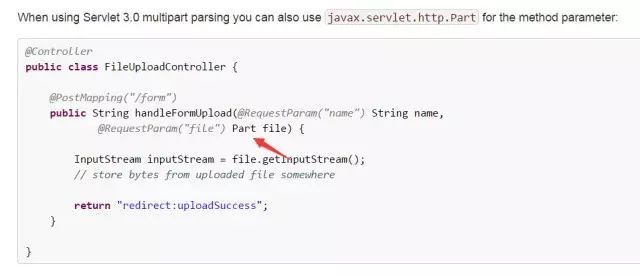 When using Servlet 3.0 multipart parsing you can also use javax.servlet.http.Part for the method parameter:
@Controller
public class FileUploadController {
@PostMapping("/form")
public String handleFormUpload(@RequestParam("name") String name,
@RequestParam("file") Part file) {
InputStream inputStream = file.getInputStream();
// store bytes from uploaded file somewhere
return "redirect:uploadSuccess";
}
}